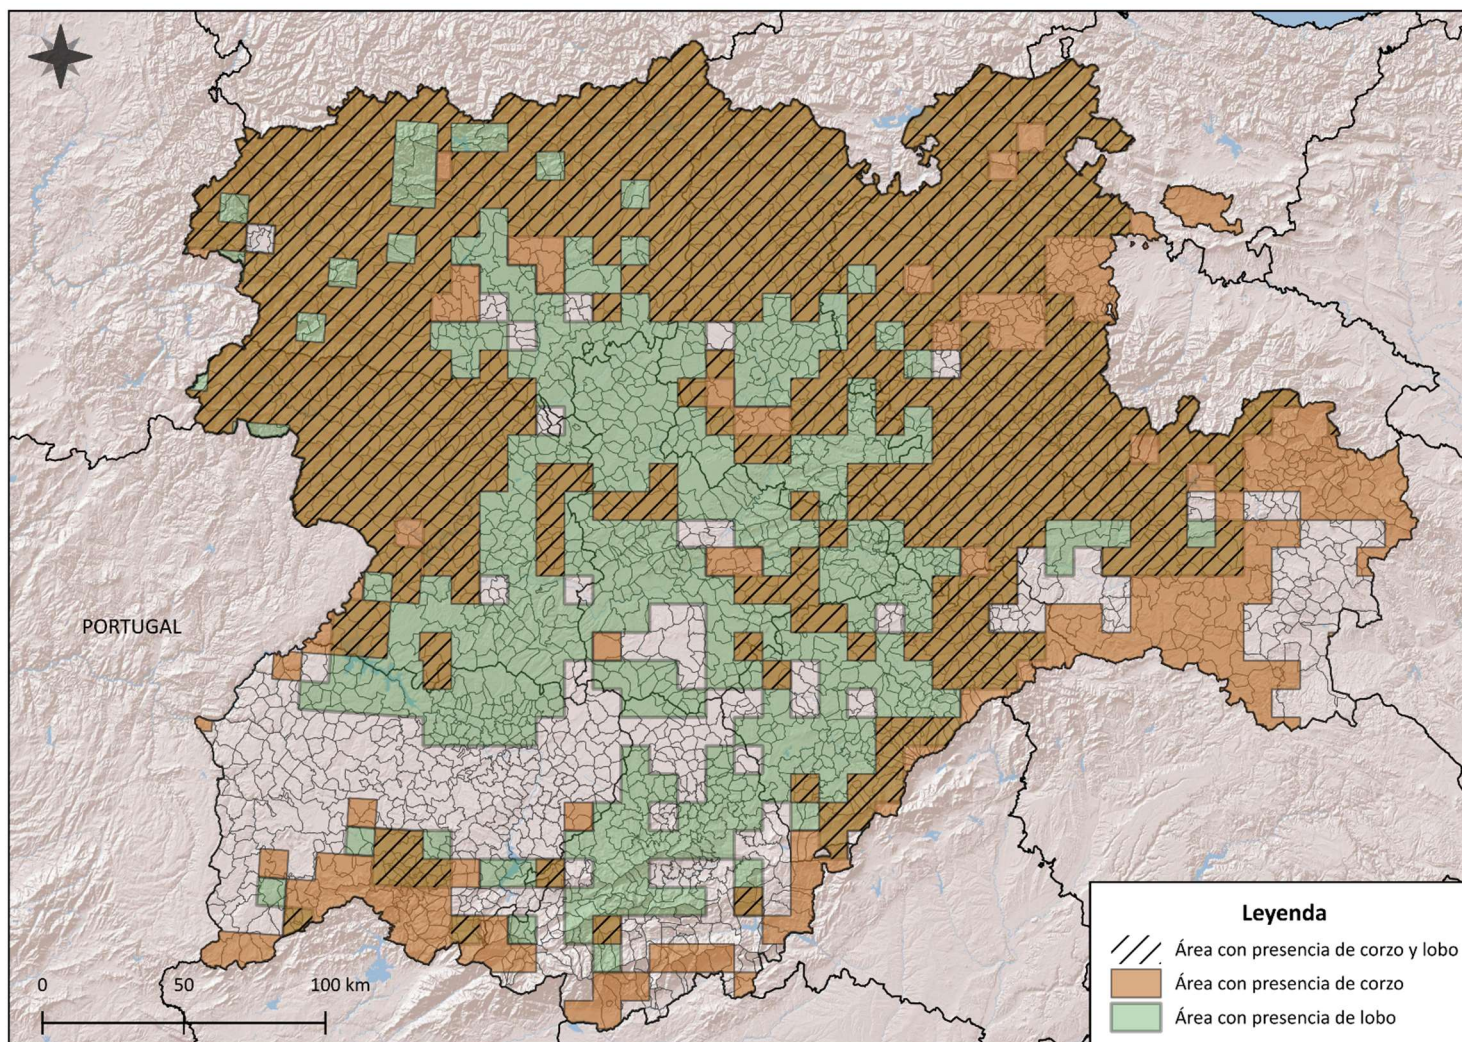 PORTUGAL
0 50 100 km
Leyenda
Área con presencia de corzo y lobo
Área con presencia de corzo
Área con presencia de lobo